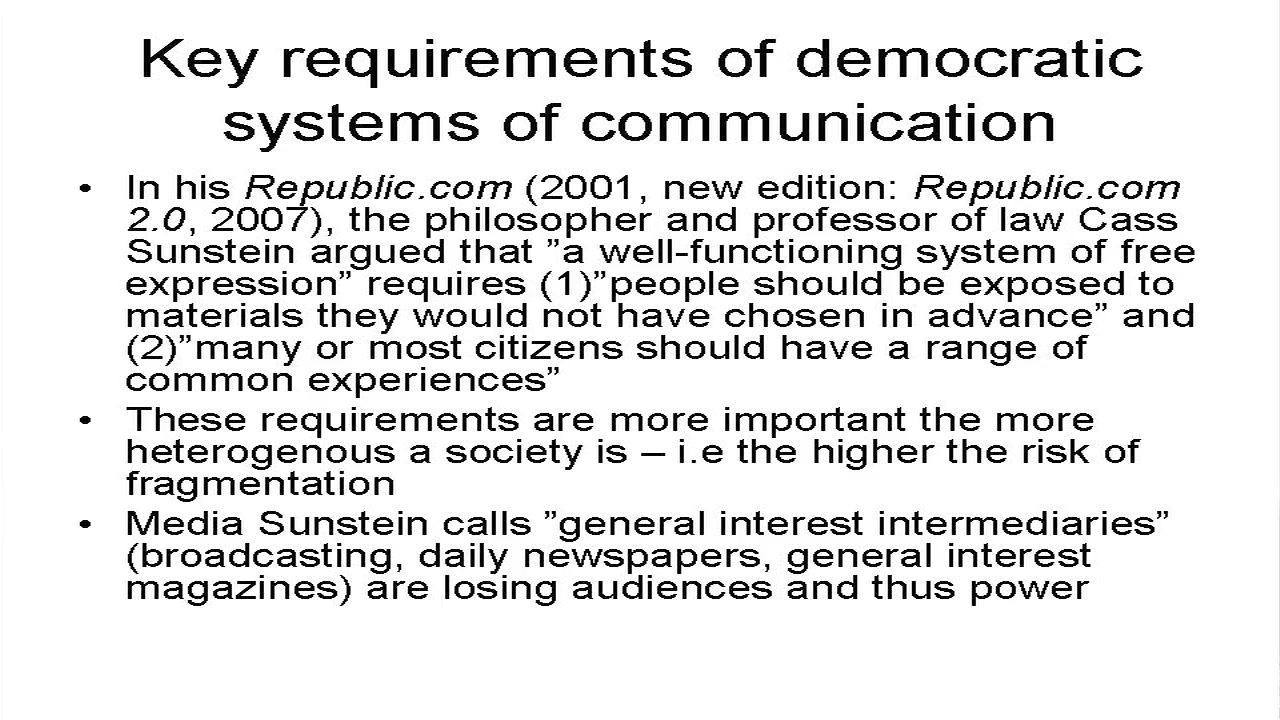 Key requirements of democratic
systems of communication
• In his Republic.com (2001, new edition: Republic.com
2.0, 2007), the philosopher and professor of law Cass
Sunstein argued that ”a well-functioning system of free
expression” requires (1)”people should be exposed to
materials they would not have chosen in advance” and
(2)”many or most citizens should have a range of
common experiences”
• These requirements are more important the more
heterogenous a society is – i.e the higher the risk of
fragmentation
• Media Sunstein calls ”general interest intermediaries”
(broadcasting, daily newspapers, general interest
magazines) are losing audiences and thus power